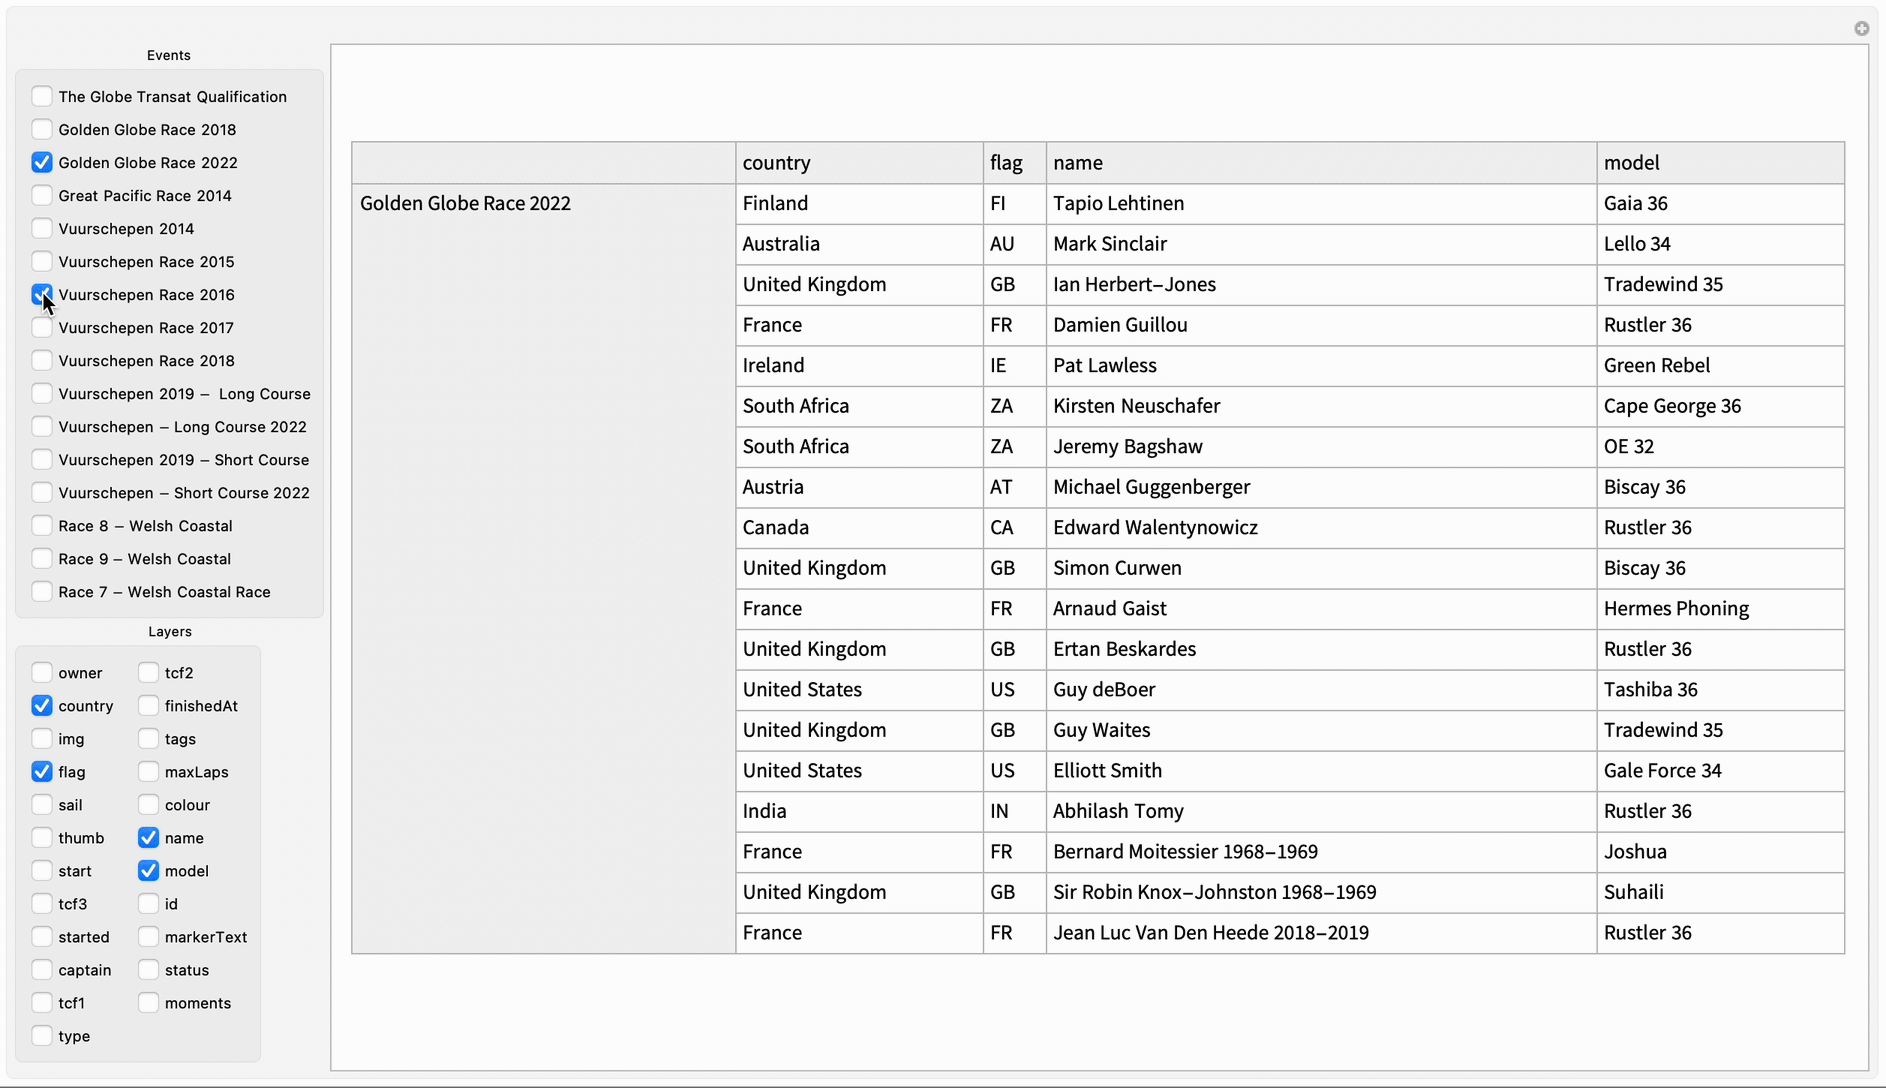 Events
The Globe Transat Qualification
Golden Globe Race 2018
Golden Globe Race 2022
Great Pacific Race 2014
Vuurschepen 2014
Vuurschepen Race 2015
Vuurschepen Race 2016
Vuurschepen Race 2017
Vuurschepen Race 2018
Vuurschepen 2019 – Long Course
Vuurschepen – Long Course 2022
Vuurschepen 2019 – Short Course
Vuurschepen – Short Course 2022
Race 8 – Welsh Coastal
Race 9 – Welsh Coastal
Race 7 – Welsh Coastal Race
Layers
owner tcf2
country finishedAt
img tags
flag maxLaps
sail colour
thumb name
start model
tcf3 id
started markerText
captain status
tcf1 moments
type
country flag name model
Golden Globe Race 2022 Finland FI Tapio Lehtinen Gaia 36
Australia AU Mark Sinclair Lello 34
United Kingdom GB Ian Herbert–Jones Tradewind 35
France FR Damien Guillou Rustler 36
Ireland IE Pat Lawless Green Rebel
South Africa ZA Kirsten Neuschafer Cape George 36
South Africa ZA Jeremy Bagshaw OE 32
Austria AT Michael Guggenberger Biscay 36
Canada CA Edward Walentynowicz Rustler 36
United Kingdom GB Simon Curwen Biscay 36
France FR Arnaud Gaist Hermes Phoning
United Kingdom GB Ertan Beskardes Rustler 36
United States US Guy deBoer Tashiba 36
United Kingdom GB Guy Waites Tradewind 35
United States US Elliott Smith Gale Force 34
India IN Abhilash Tomy Rustler 36
France FR Bernard Moitessier 1968–1969 Joshua
United Kingdom GB Sir Robin Knox–Johnston 1968–1969 Suhaili
France FR Jean Luc Van Den Heede 2018–2019 Rustler 36